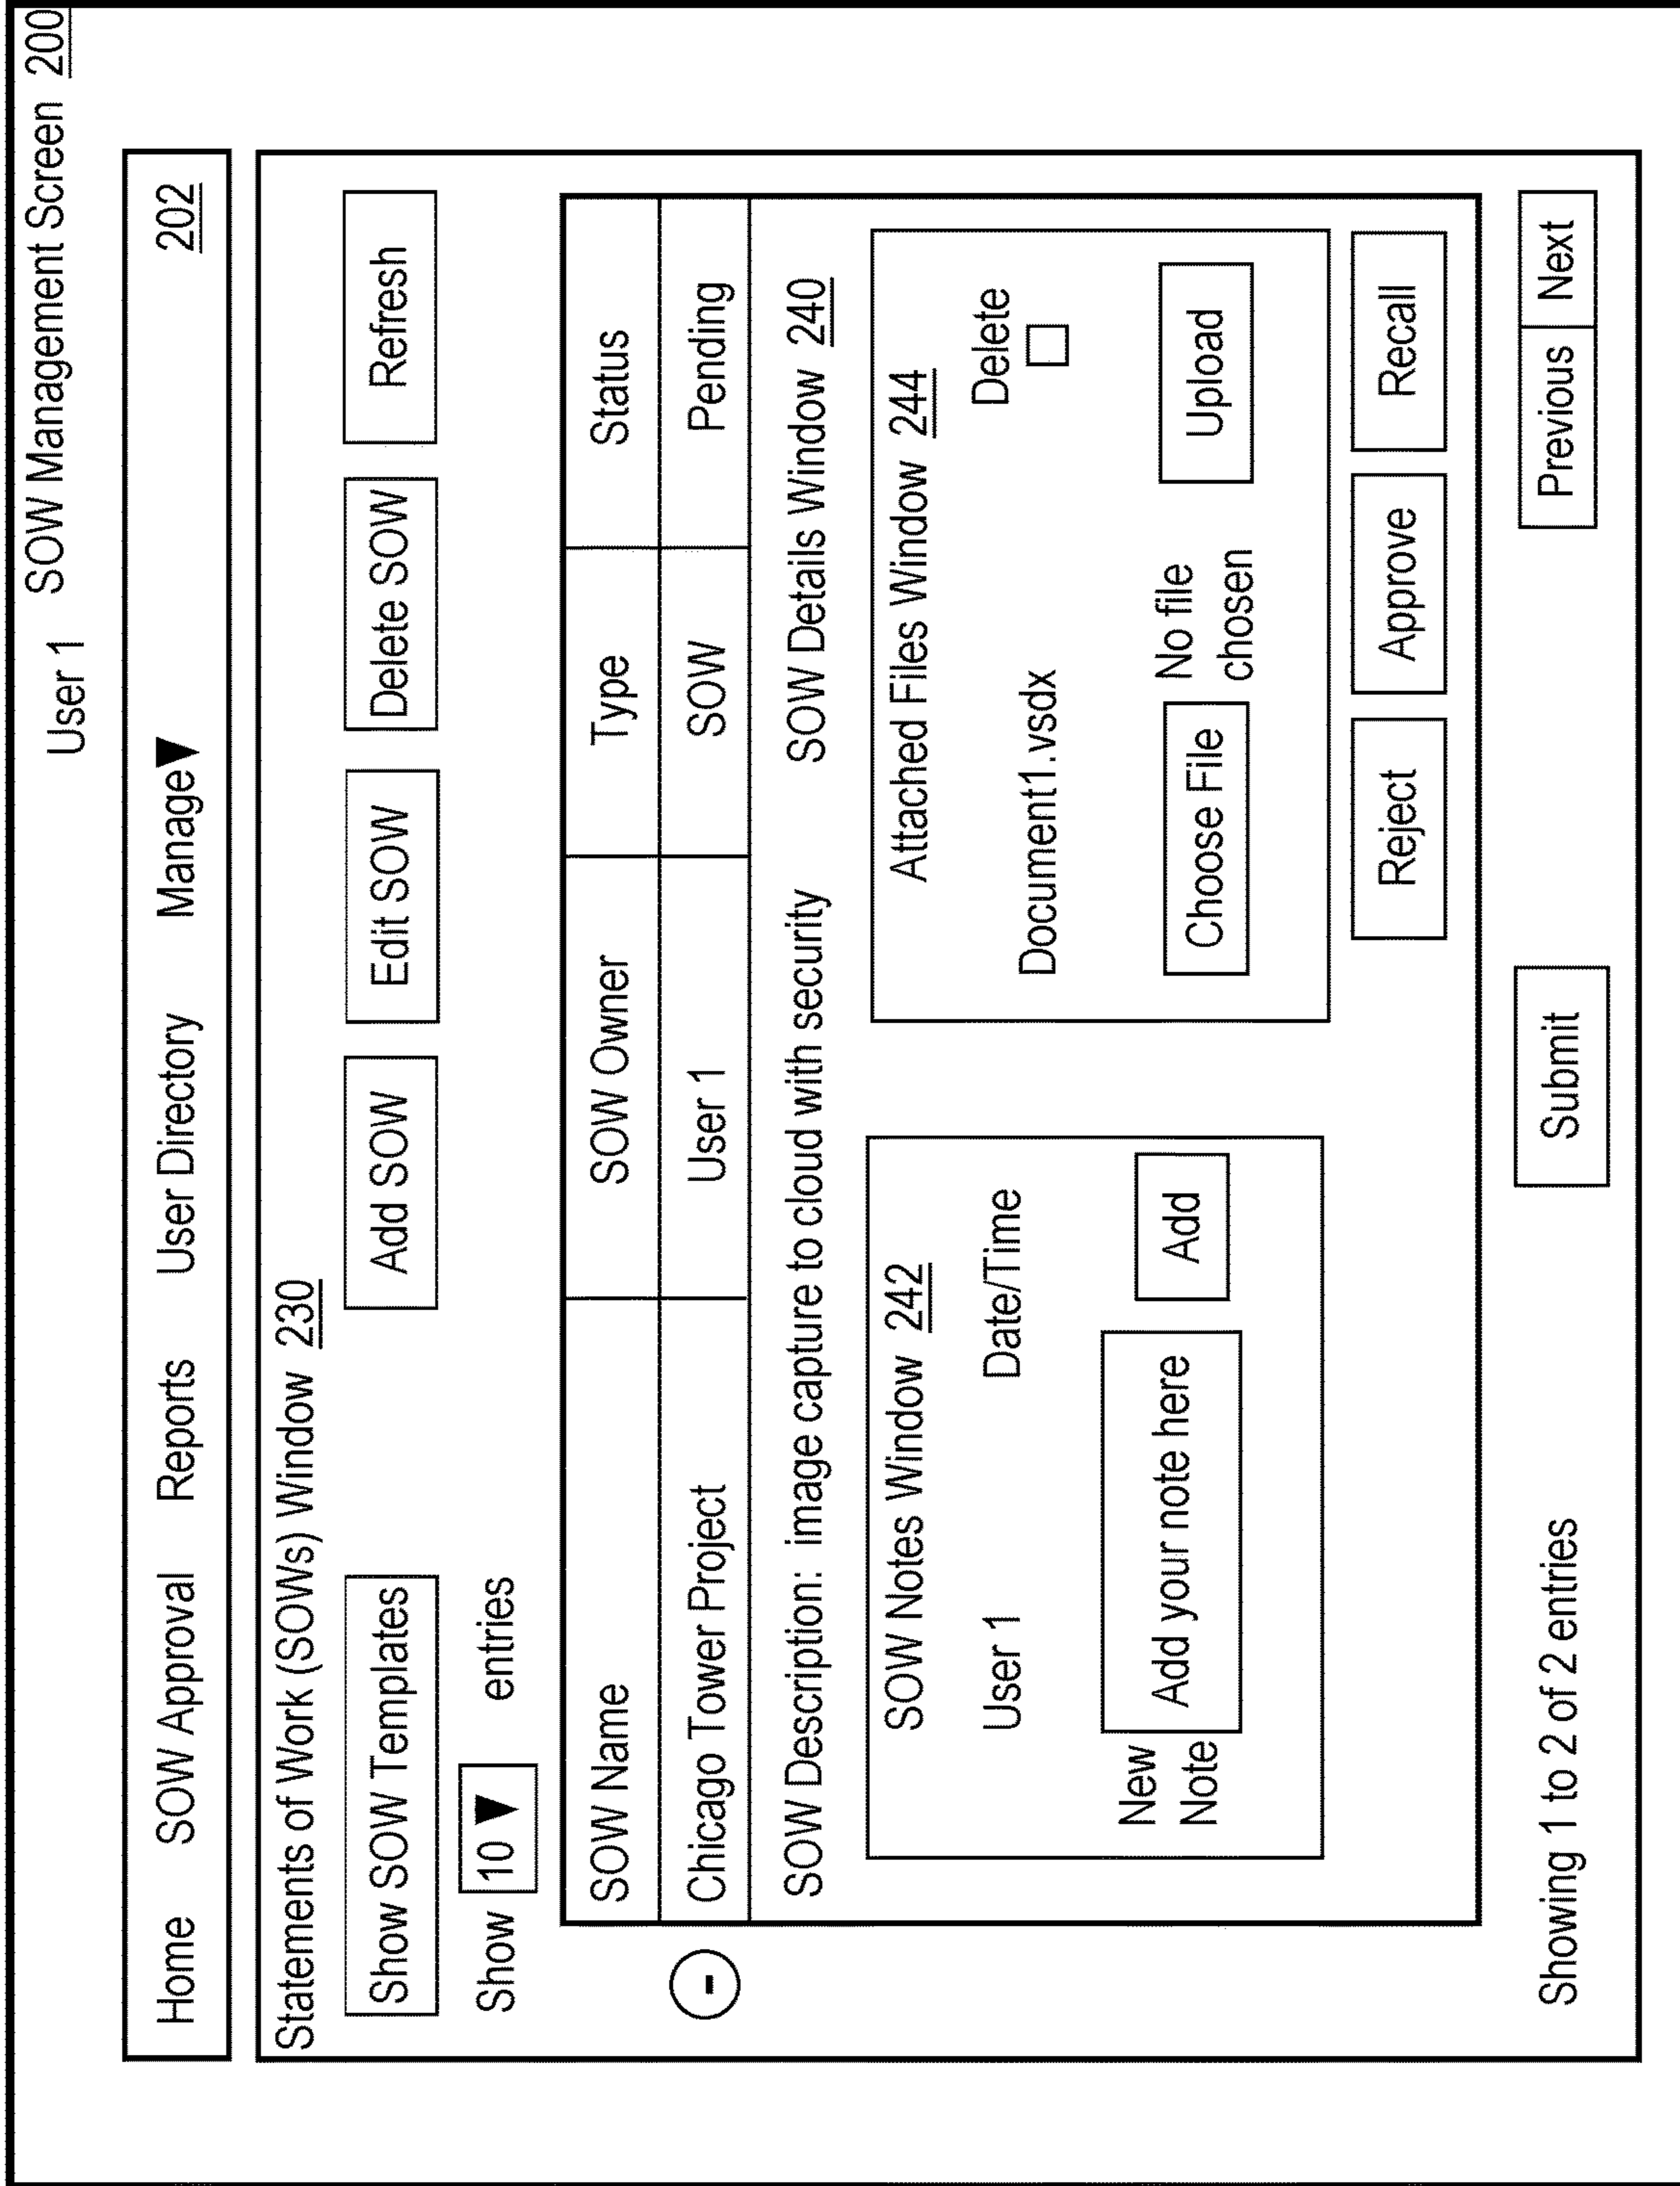 SOW Management Screen 200
User 1
Home SOW Approval Reports User Directory Manage▼ 202
Statements of Work (SOWs) Window 230
Show SOW Templates Add SOW Edit SOW Delete SOW Refresh
Show 10 ▼ entries
SOW Name SOW Owner Type Status
- Chicago Tower Project User 1 SOW Pending
SOW Description: image capture to cloud with security SOW Details Window 240
SOW Notes Window 242
User 1 Date/Time
New Note
Add your note here
Add
Attached Files Window 244
Delete
Document1.vsdx
Choose File
No file
chosen
Upload
Reject Approve Recall
Showing 1 to 2 of 2 entries Submit Previous Next